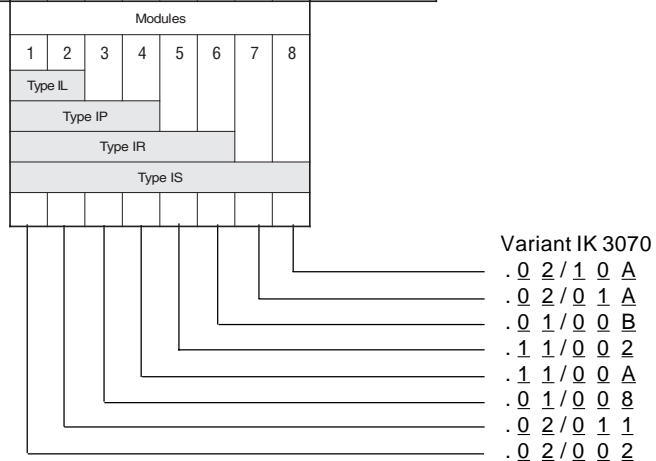 Modules
1 2 3 4 5 6 7 8
Type IL
Type IP
Type IR
Type IS
Variant IK 3070
. 0 2 / 1 0 A
. 0 2 / 0 1 A
. 0 1 / 0 0 B
. 1 1 / 0 0 2
. 1 1 / 0 0 A
. 0 1 / 0 0 8
. 0 2 / 0 1 1
. 0 2 / 0 0 2